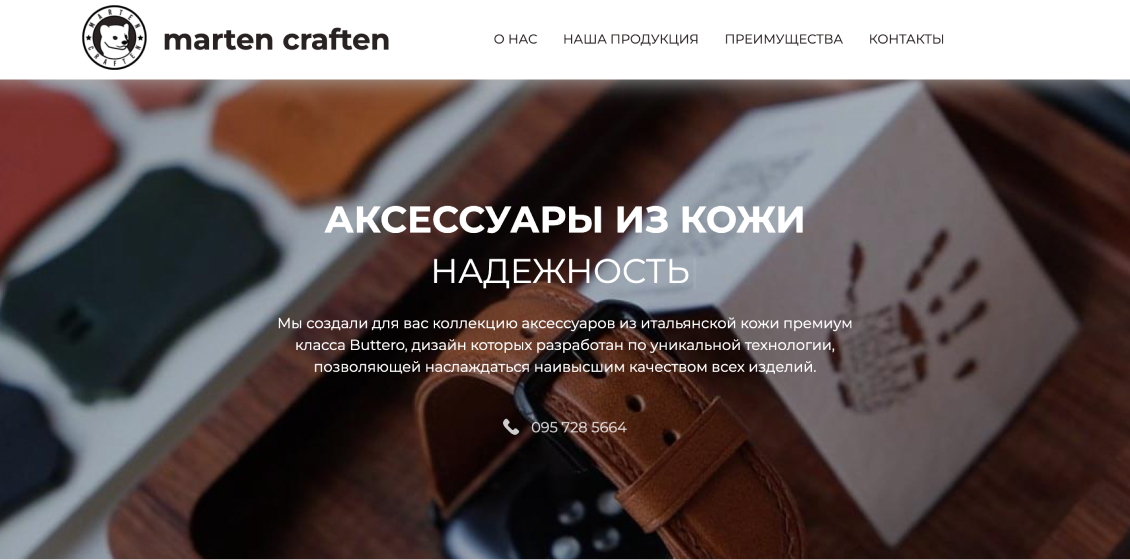 MARTEN
CRAFTEN
marten craften
О НАС
НАША ПРОДУКЦИЯ
ПРЕИМУЩЕСТВА
КОНТАКТЫ
АКСЕССУАРЫ ИЗ КОЖИ
НАДЕЖНОСТЬ
Мы создали для вас коллекцию аксессуаров из итальянской кожи премиум
класса Buttero, дизайн которых разработан по уникальной технологии,
позволяющей наслаждаться наивысшим качеством всех изделий.
095 728 5664